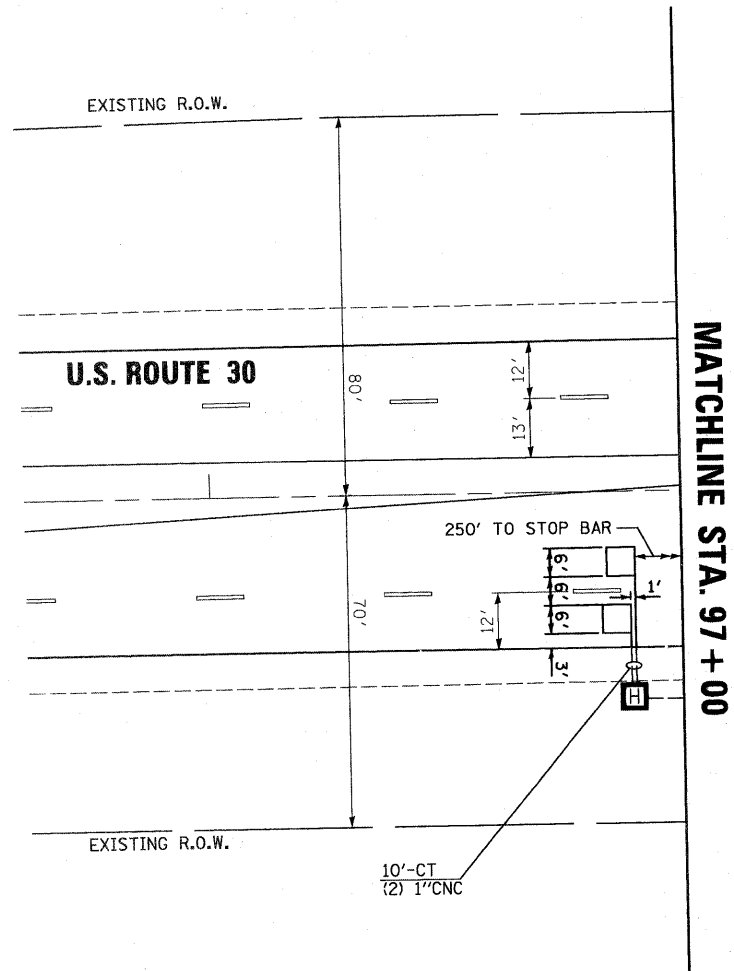 EXISTING R.O.W.
U.S. ROUTE 30
80'
12'
13'
MATCHLINE STA. 97+00
250' TO STOP BAR
6'
6'
1'
6'
12'
70'
3'
H
EXISTING R.O.W.
10'-CT
(2) 1"CNC